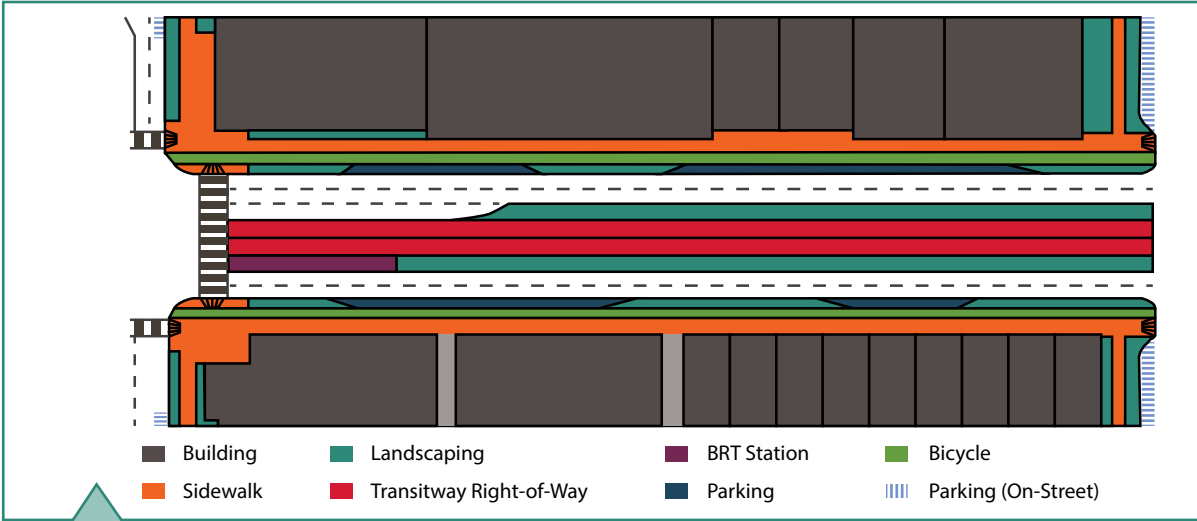 Building
Landscaping
BRT Station
Bicycle
Sidewalk
Transitway Right-of-Way
Parking
Parking (On-Street)